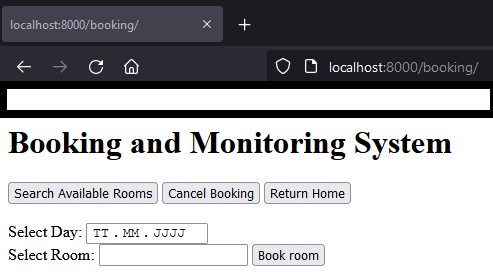 localhost:8000/booking/
localhost:8000/booking/
Booking and Monitoring System
Search Available Rooms Cancel Booking Return Home
Select Day: TT . MM . JJJJ
Select Room: Book room